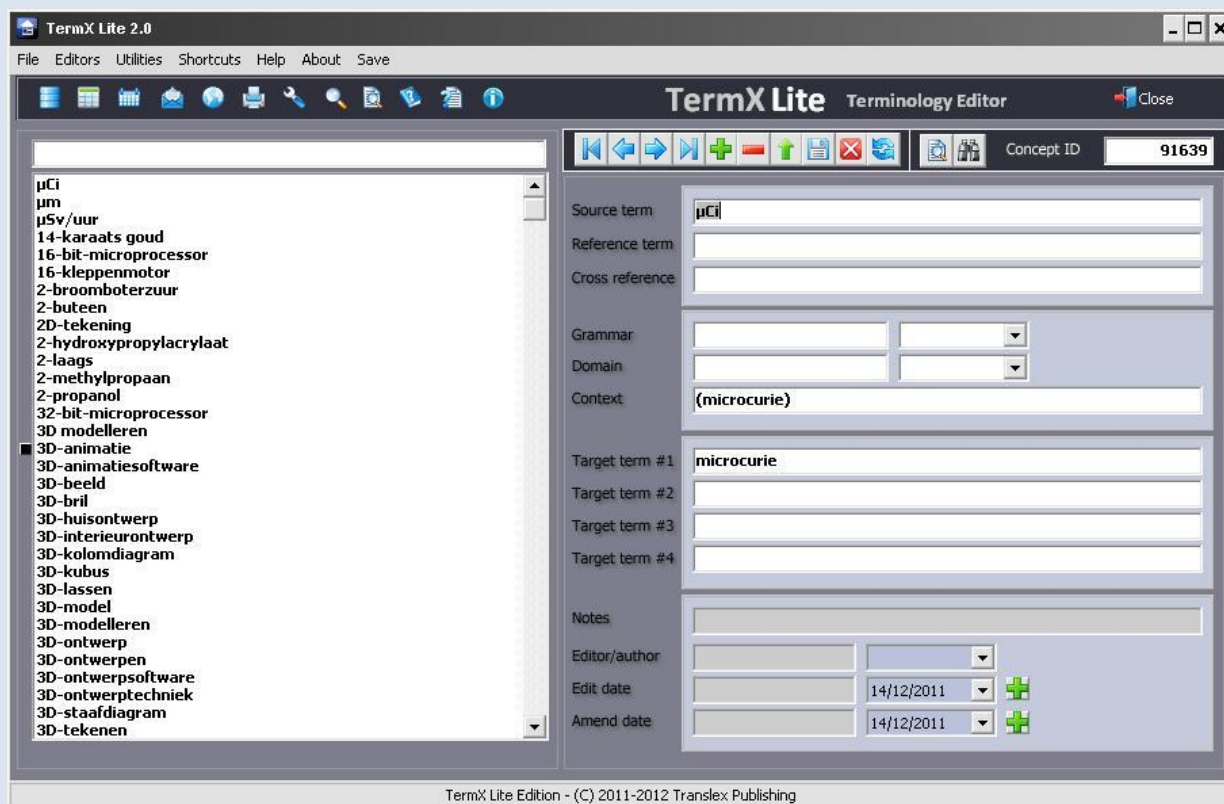 TermX Lite 2.0
File Editors Utilities Shortcuts Help About Save
TermX Lite Terminology Editor Close
Concept ID 91639
µCi
µm
µSv/uur
14-karaats goud
16-bit-microprocessor
16-kleppenmotor
2-broomboterzuur
2-buteen
2D-tekening
2-hydroxypropylacrylaat
2-laags
2-methylpropaan
2-propanol
32-bit-microprocessor
3D modelleren
3D-animatie
3D-animatiesoftware
3D-beeld
3D-bril
3D-huisontwerp
3D-interieurontwerp
3D-kolomdiagram
3D-kubus
3D-lassen
3D-model
3D-modelleren
3D-ontwerp
3D-ontwerpen
3D-ontwerpsoftware
3D-ontwerptechniek
3D-staafdiagram
3D-tekenen
Source term µCi
Reference term
Cross reference
Grammar
Domain
Context (microcurie)
Target term #1 microcurie
Target term #2
Target term #3
Target term #4
Notes
Editor/author
Edit date 14/12/2011
Amend date 14/12/2011
TermX Lite Edition - (C) 2011-2012 Translex Publishing